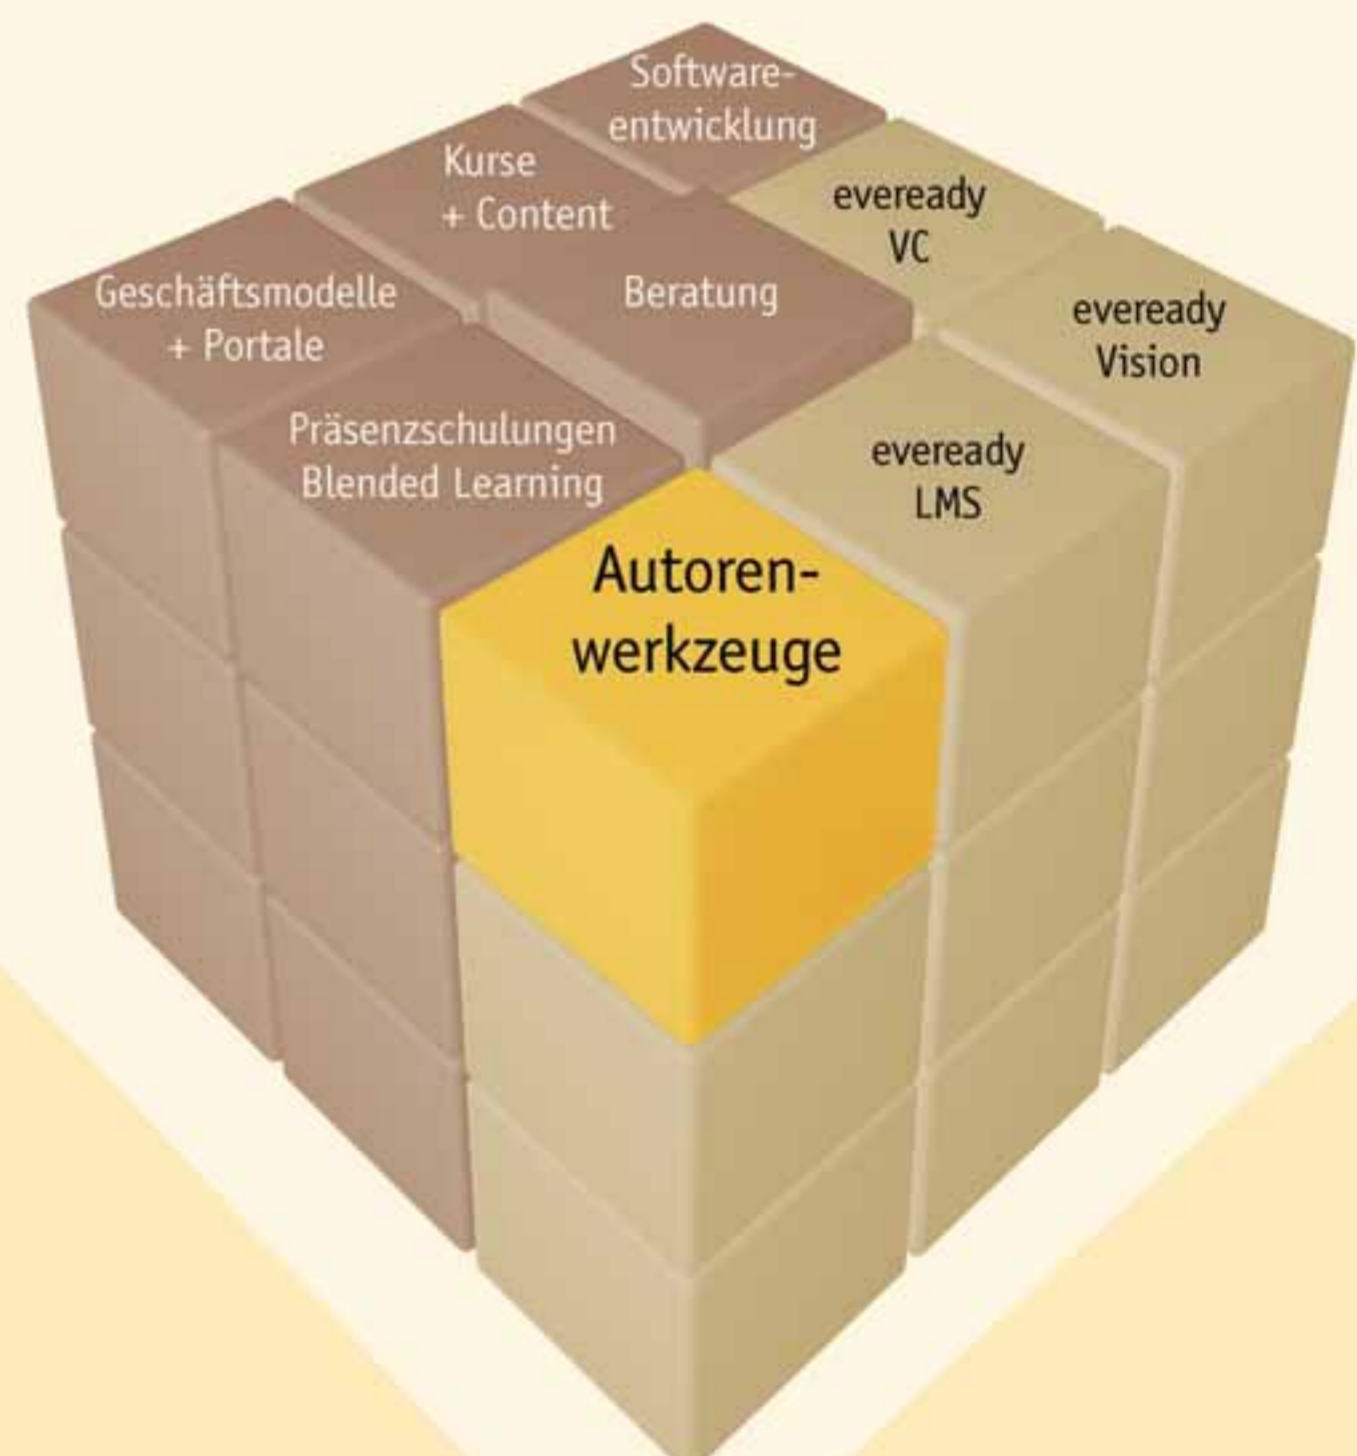 Software-
entwicklung
Kurse
+ Content
eveready
VC
Geschäftsmodelle
+ Portale
Beratung
eveready
Vision
Präsenzschulungen
Blended Learning
eveready
LMS
Autoren-
werkzeuge